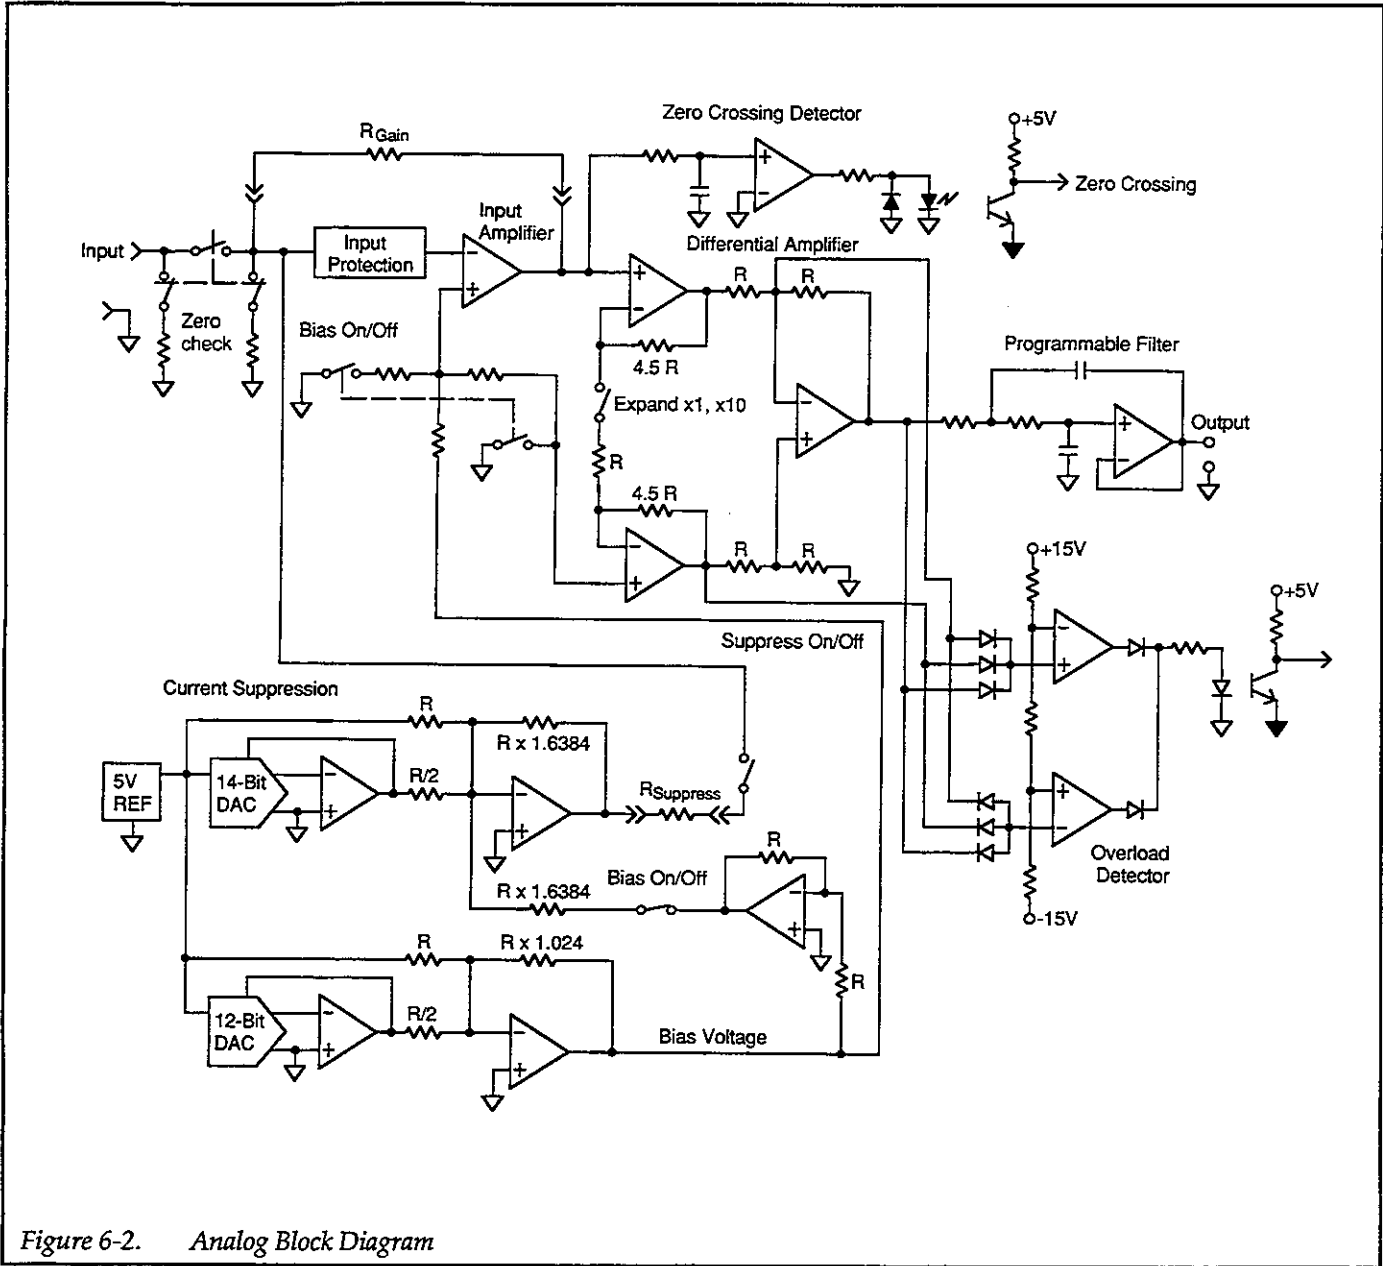 Zero Crossing Detector
+5V
R Gain
Zero Crossing
Input
Amplifier
Differential Amplifier
Input
Input
Protection
-
+
+
-
+
-
R
R
Zero
check
Bias On/Off
4.5 R
Programmable Filter
Expand x1, x10
-
+
+
-
Output
R
4.5 R
-
+
R
R
+15V
+5V
Suppress On/Off
-
+
Current Suppression
R
R x 1.6384
5V
REF
14-Bit
DAC
-
+
R/2
-
+
R Suppress
+
-
Overload
Detector
R
Bias On/Off
-
+
R x 1.6384
-15V
R
R x 1.024
R
12-Bit
DAC
-
+
R/2
-
+
Bias Voltage
Figure 6-2. Analog Block Diagram